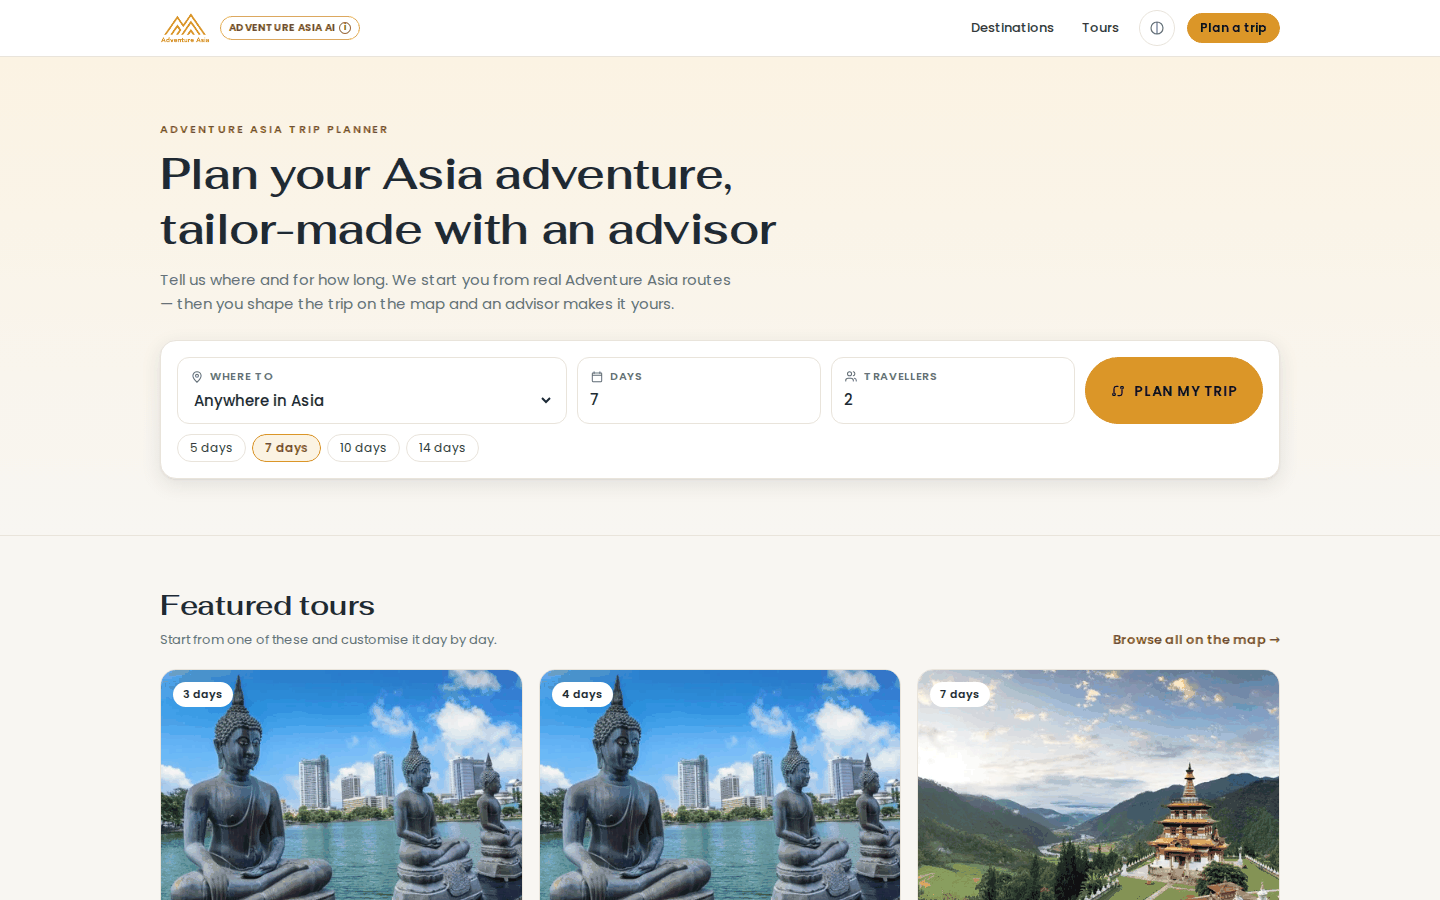 Adventure Asia
ADVENTURE ASIA AI
Destinations
Tours
Plan a trip
ADVENTURE ASIA TRIP PLANNER
Plan your Asia adventure,
tailor-made with an advisor
Tell us where and for how long. We start you from real Adventure Asia routes
— then you shape the trip on the map and an advisor makes it yours.
WHERE TO
Anywhere in Asia
DAYS
7
TRAVELLERS
2
PLAN MY TRIP
5 days
7 days
10 days
14 days
Featured tours
Start from one of these and customise it day by day.
Browse all on the map →
3 days
4 days
7 days